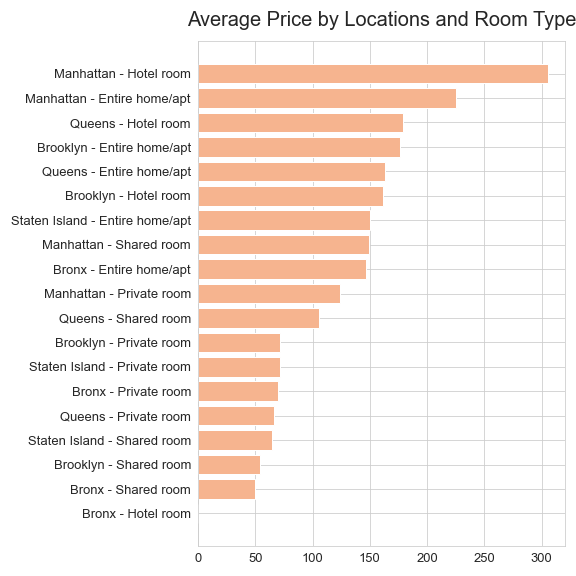 Average Price by Locations and Room Type
Manhattan - Hotel room
Manhattan - Entire home/apt
Queens - Hotel room
Brooklyn - Entire home/apt
Queens - Entire home/apt
Brooklyn - Hotel room
Staten Island - Entire home/apt
Manhattan - Shared room
Bronx - Entire home/apt
Manhattan - Private room
Queens - Shared room
Brooklyn - Private room
Staten Island - Private room
Bronx - Private room
Queens - Private room
Staten Island - Shared room
Brooklyn - Shared room
Bronx - Shared room
Bronx - Hotel room
0 50 100 150 200 250 300